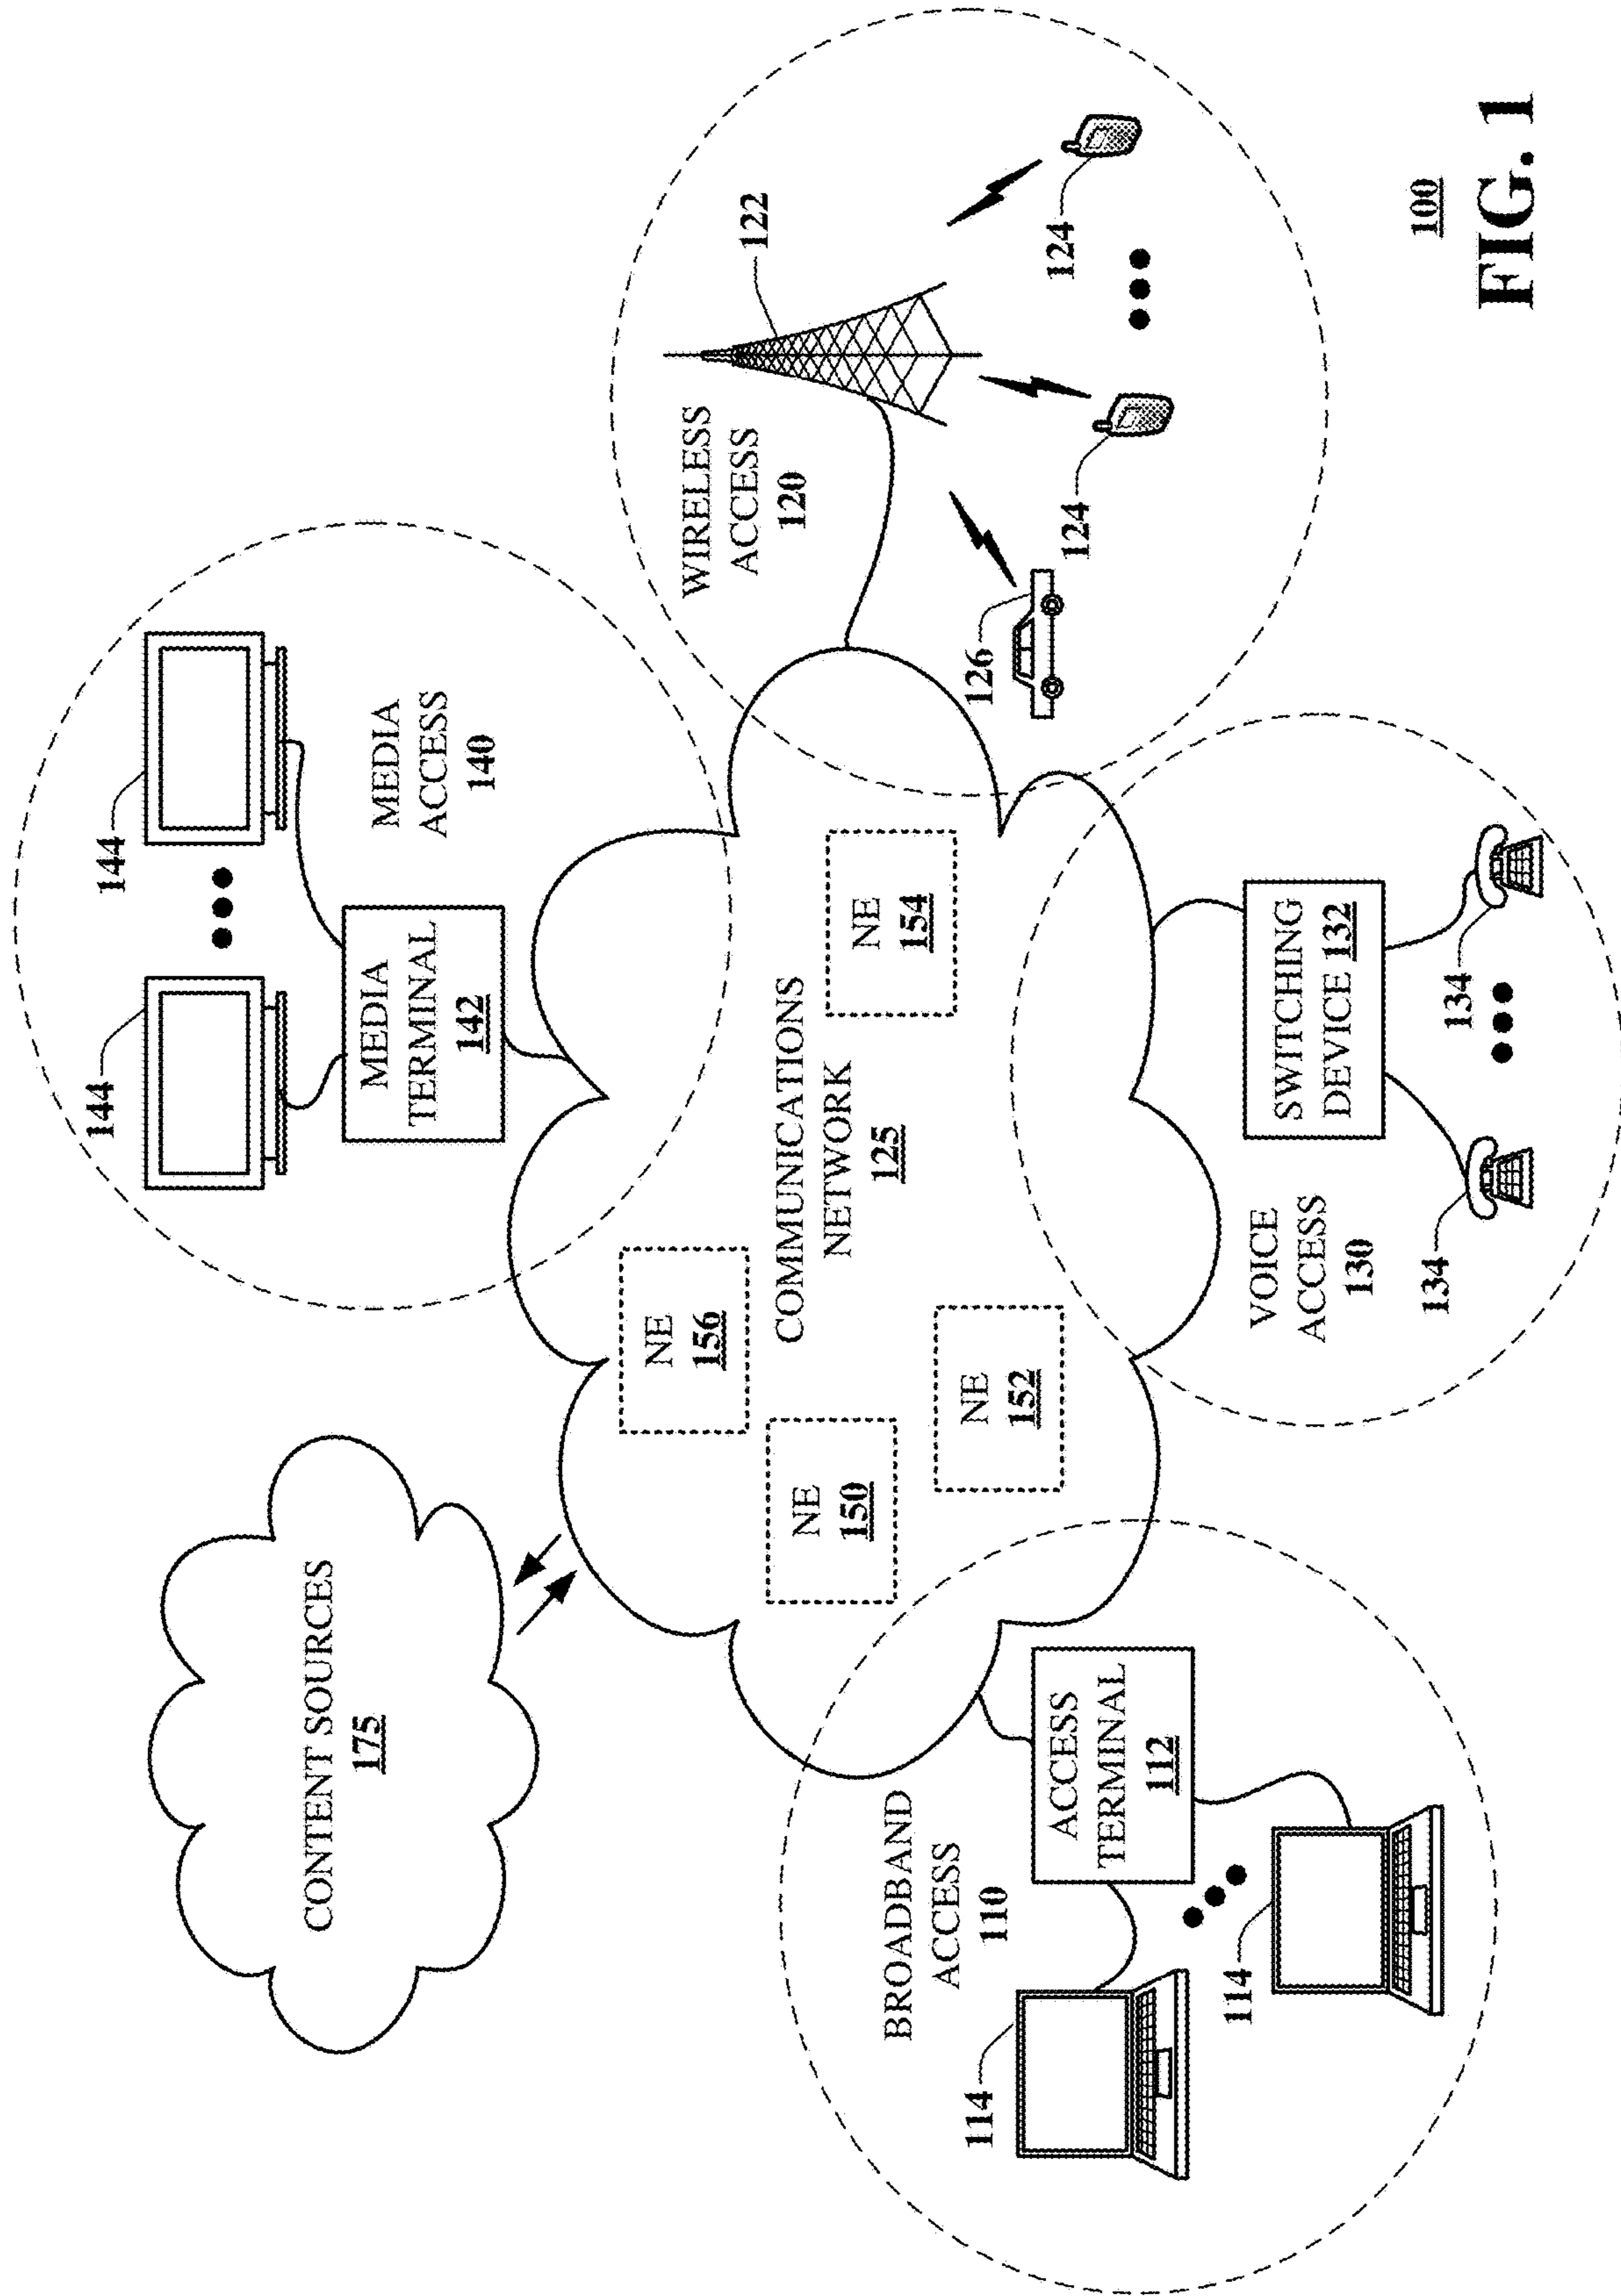 CONTENT SOURCES
175
144
144
MEDIA
TERMINAL
142
MEDIA
ACCESS
140
NE
156
NE
150
NE
152
COMMUNICATIONS
NETWORK
125
NE
154
WIRELESS
ACCESS
120
122
124
124
126
BROADBAND
ACCESS
110
ACCESS
TERMINAL
112
114
114
VOICE
ACCESS
130
SWITCHING
DEVICE 132
134
134
100
FIG. 1